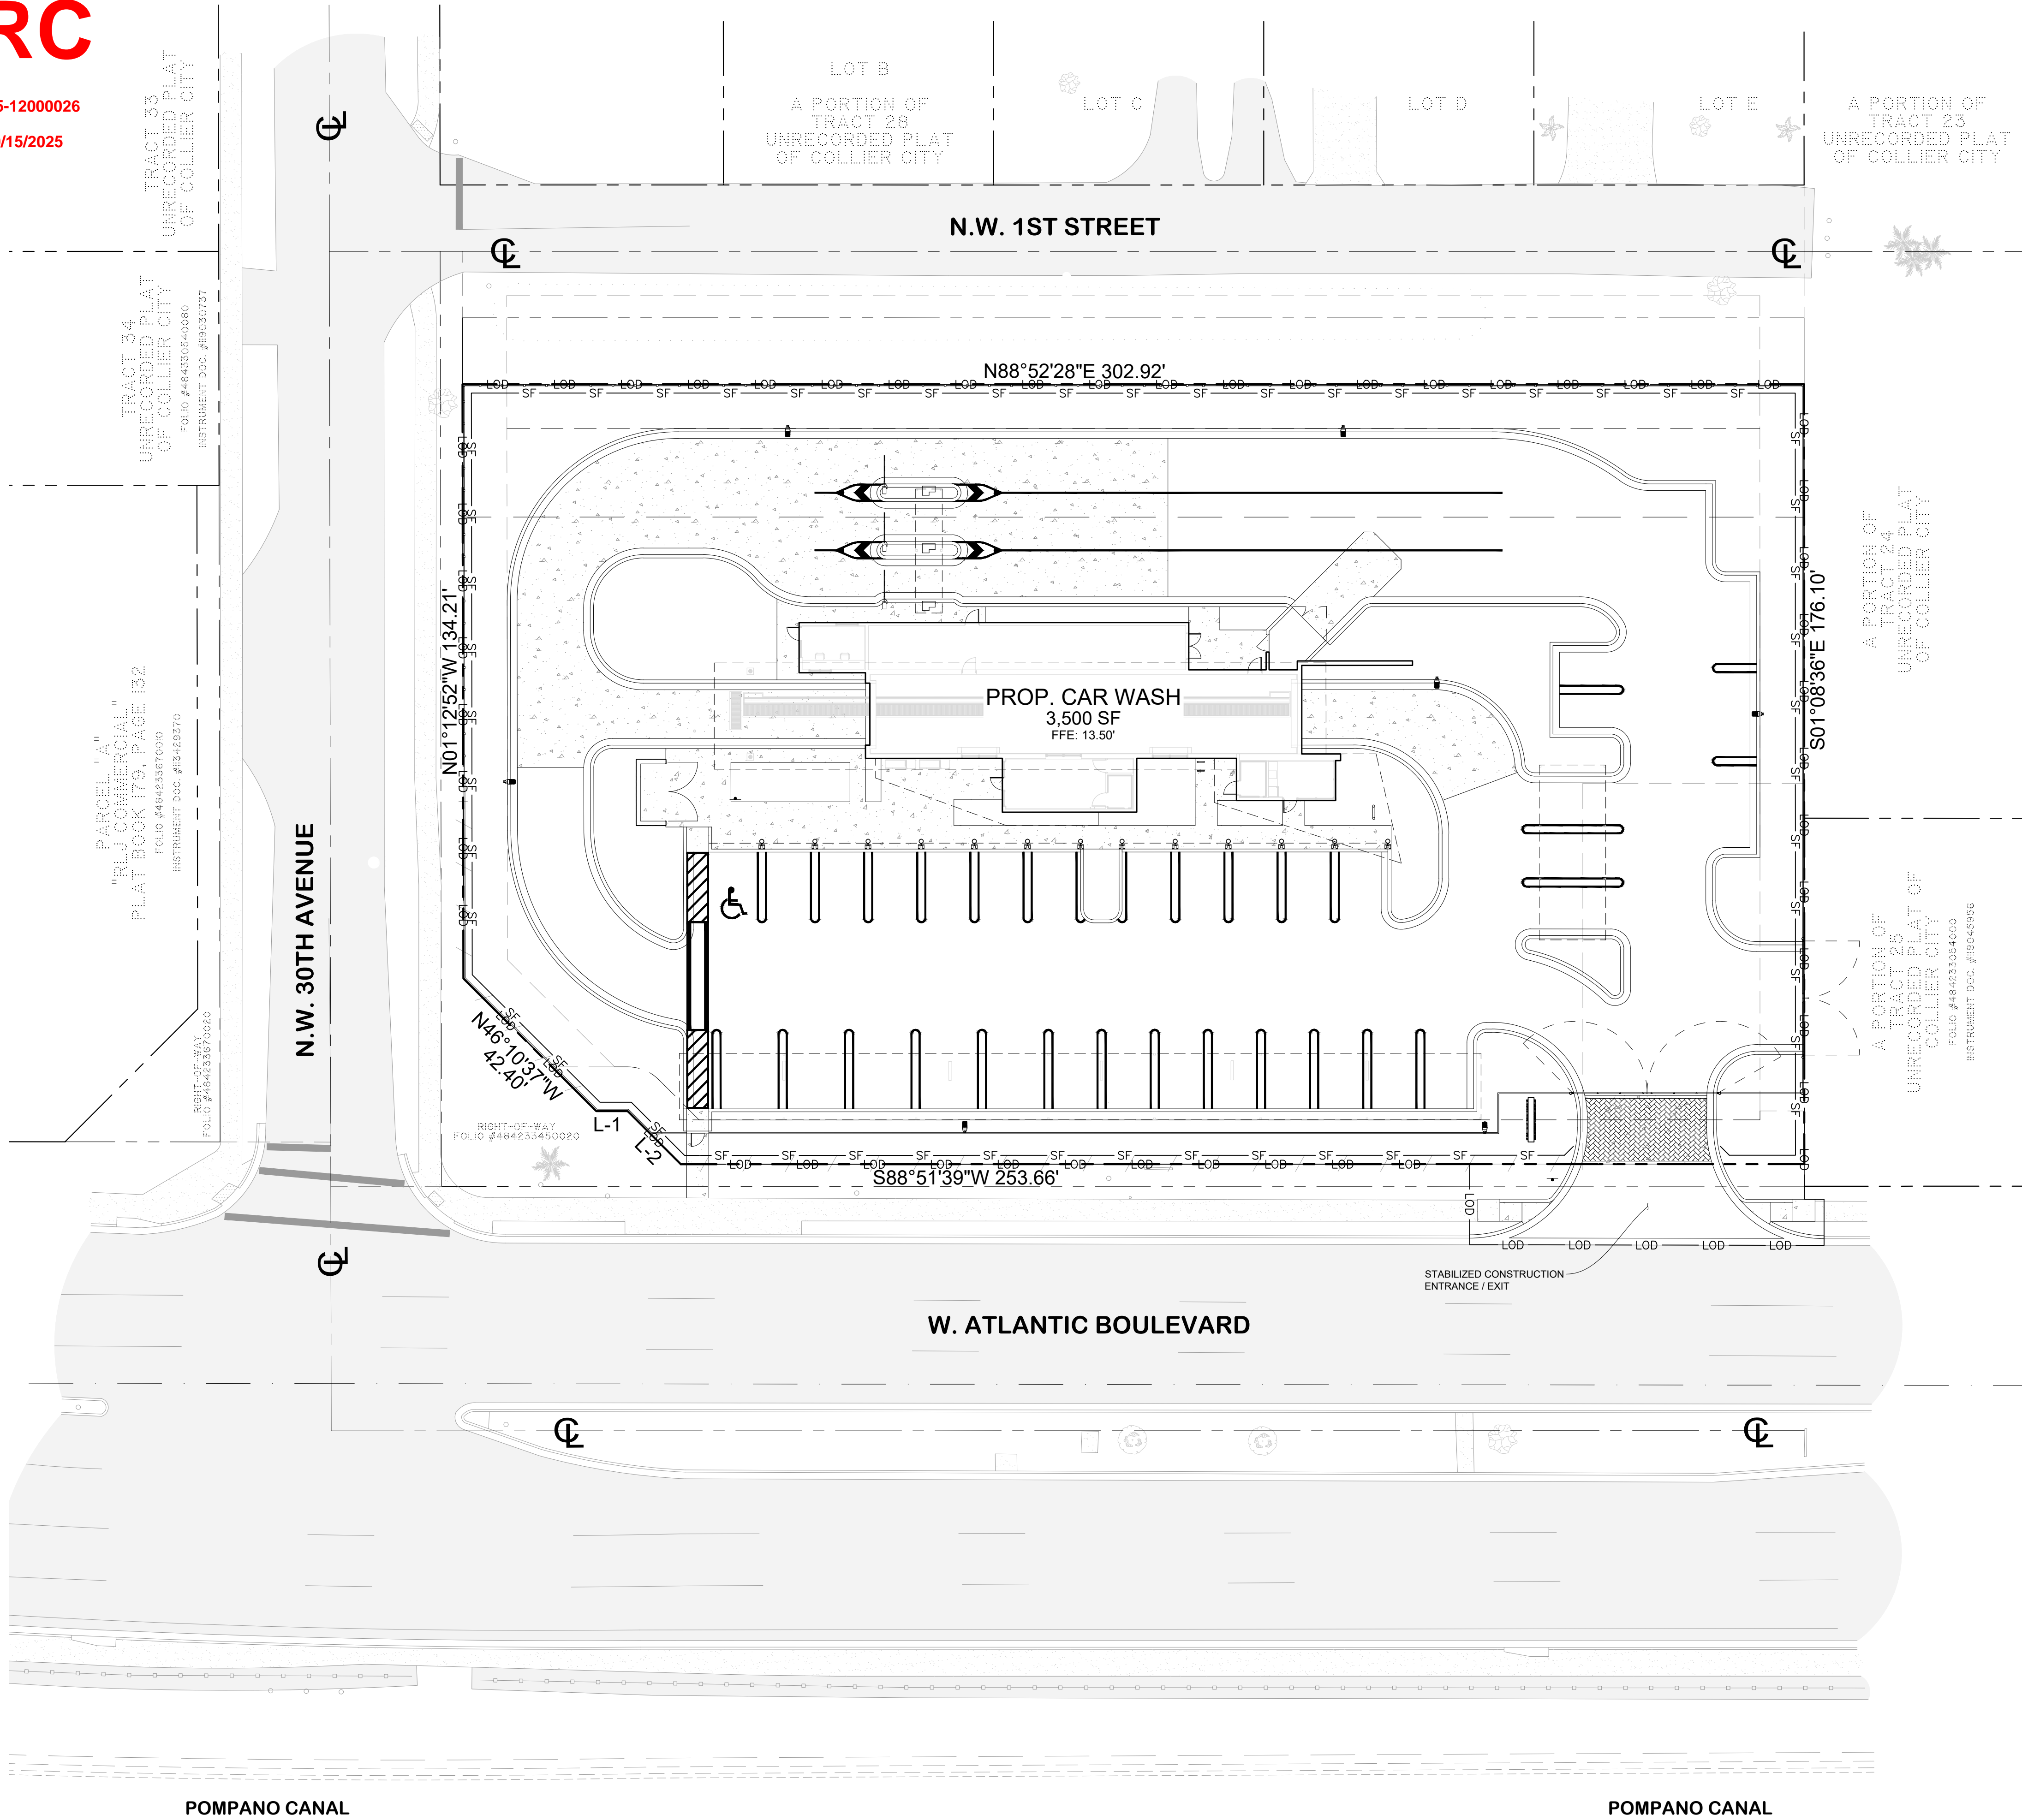 RC
5-12000026
/15/2025
TRACT 33
UNRECORDED PLAT
OF COLLIER CITY
LOT B
A PORTION OF
TRACT 28
UNRECORDED PLAT
OF COLLIER CITY
LOT C
LOT D
LOT E
A PORTION OF
TRACT 23
UNRECORDED PLAT
OF COLLIER CITY
N.W. 1ST STREET
TRACT 34
UNRECORDED PLAT
OF COLLIER CITY
FOLIO #484330540080
INSTRUMENT DOC. #119030737
N88°52'28"E 302.92'
LOD
SF
N01°12'52"W 134.21'
S01°08'36"E 176.10'
A PORTION OF
TRACT 24
UNRECORDED PLAT
OF COLLIER CITY
PROP. CAR WASH
3,500 SF
FFE: 13.50'
PARCEL "A"
"RLJ COMMERCIAL"
PLAT BOOK 179, PAGE 132
FOLIO #484233670010
INSTRUMENT DOC. #113429370
N.W. 30TH AVENUE
A PORTION OF
TRACT 25
UNRECORDED PLAT OF
COLLIER CITY
FOLIO #484233054000
INSTRUMENT DOC. #118045956
RIGHT-OF-WAY
FOLIO #484233670020
N46°10'37"W
42.40'
L-1
L-2
RIGHT-OF-WAY
FOLIO #484233450020
S88°51'39"W 253.66'
STABILIZED CONSTRUCTION
ENTRANCE / EXIT
W. ATLANTIC BOULEVARD
POMPANO CANAL
POMPANO CANAL